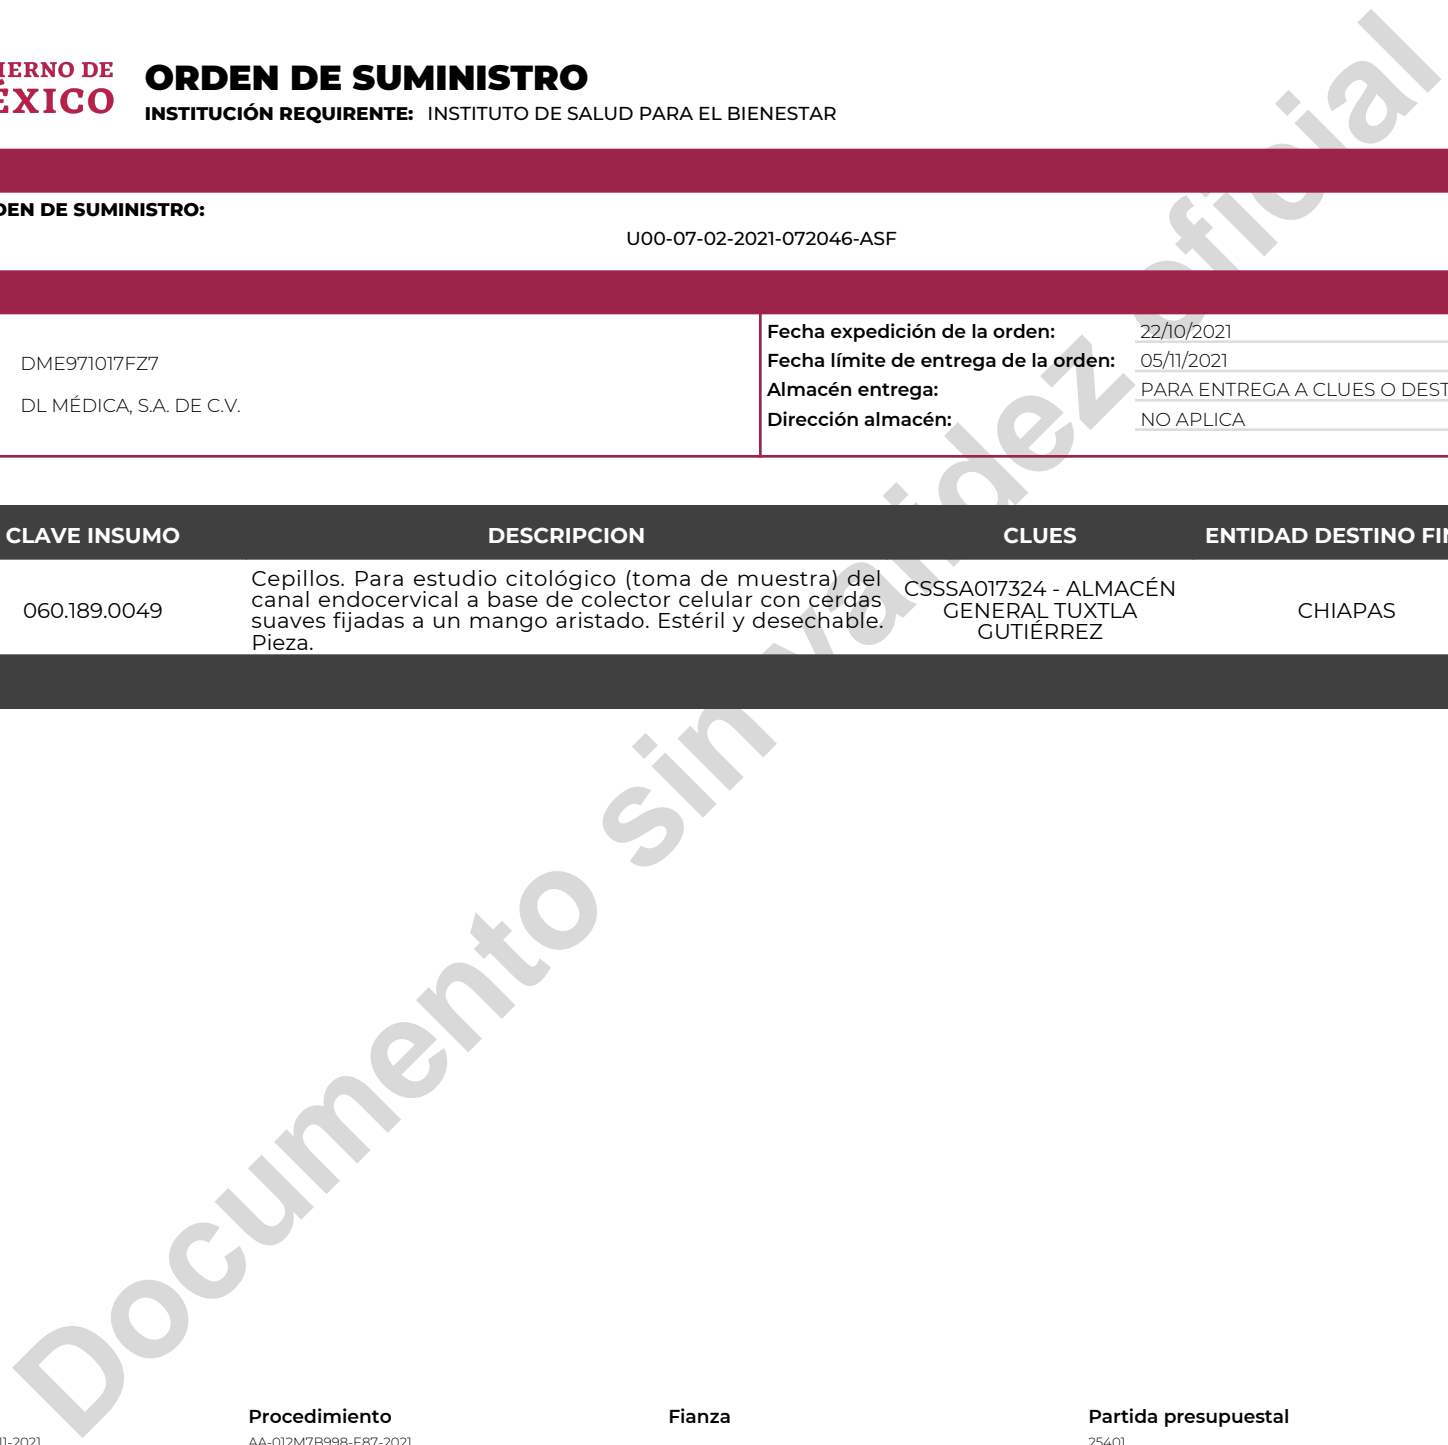 ORDEN DE SUMINISTRO
INSTITUCIÓN REQUIRENTE: INSTITUTO DE SALUD PARA EL BIENESTAR
DE
ÉXICO
DE SUMINISTRO:
U00-07-02-2021-072046-ASF
DME971017FZ7
DL MÉDICA, S.A. DE C.V.
Fecha expedición de la orden: 22/10/2021
Fecha límite de entrega de la orden: 05/11/2021
Almacén entrega: PARA ENTREGA A CLUES O DEST
Dirección almacén: NO APLICA
CLAVE INSUMO DESCRIPCION CLUES ENTIDAD DESTINO
060.189.0049
Cepillos. Para estudio citológico (toma de muestra) del
canal endocervical a base de colector celular con cerdas
suaves fijadas a un mango aristado. Estéril y desechable.
Pieza.
CSSSA017324 - ALMACÉN
GENERAL TUXTLA
GUTIÉRREZ
CHIAPAS
Documento sin validez oficial
Procedimiento Fianza Partida presupuestal
AA-012M7B998-E87-2021 25401